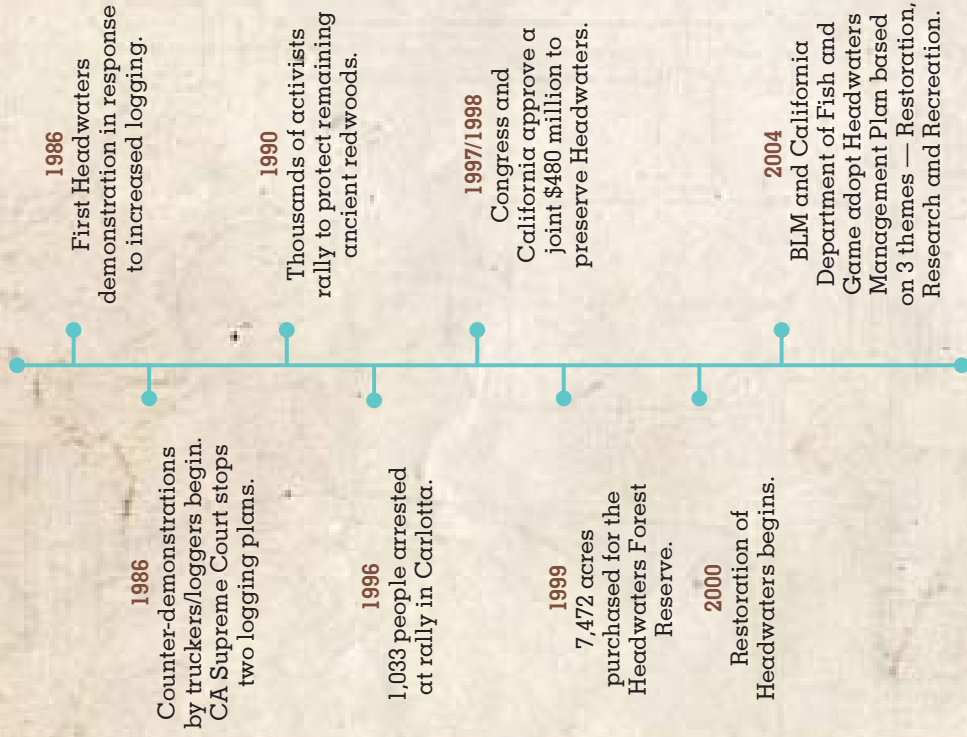 1986
First Headwaters
demonstration in response
to increased logging.
1986
Counter-demonstrations
by truckers/loggers begin.
CA Supreme Court stops
two logging plans.
1990
Thousands of activists
rally to protect remaining
ancient redwoods.
1996
1,033 people arrested
at rally in Carlotta.
1997/1998
Congress and
California approve a
joint $480 million to
preserve Headwaters.
1999
7,472 acres
purchased for the
Headwaters Forest
Reserve.
2000
Restoration of
Headwaters begins.
2004
BLM and California
Department of Fish and
Game adopt Headwaters
Management Plan based
on 3 themes — Restoration,
Research and Recreation.